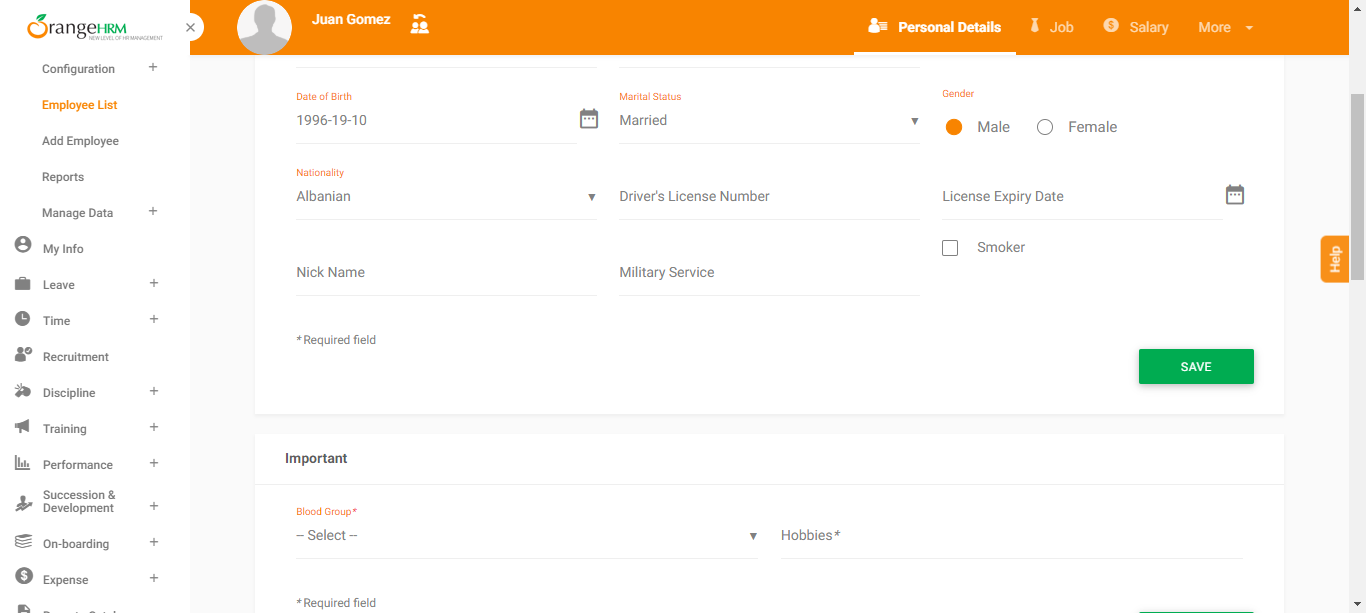 OrangeHRM
NEW LEVEL OF HR MANAGEMENT
Configuration
Employee List
Add Employee
Reports
Manage Data
My Info
Leave
Time
Recruitment
Discipline
Training
Performance
Succession &
Development
On-boarding
Expense
Juan Gomez
Personal Details
Job
Salary
More
Date of Birth
1996-19-10
Marital Status
Married
Gender
Male
Female
Nationality
Albanian
Driver's License Number
License Expiry Date
Nick Name
Military Service
Smoker
* Required field
SAVE
Help
Important
Blood Group*
-- Select --
Hobbies*
* Required field